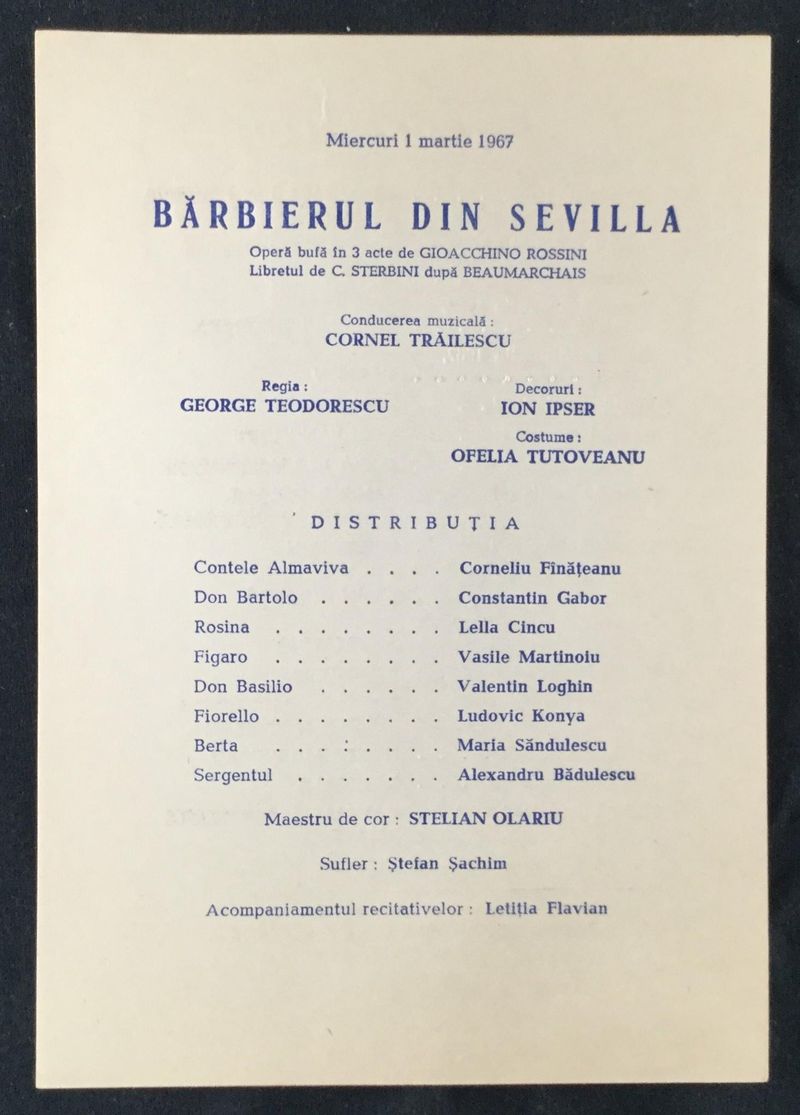 Miercuri 1 martie 1967
BĂRBIERUL DIN SEVILLA
Operă bufă în 3 acte de GIOACCHINO ROSSINI
Libretul de C. STERBINI după BEAUMARCHAIS
Conducerea muzicală :
CORNEL TRĂILESCU
Regia :
GEORGE TEODORESCU
Decoruri :
ION IPSER
Costume :
OFELIA TUTOVEANU
DISTRIBUȚIA
Contele Almaviva . . . . Corneliu Fînățeanu
Don Bartolo . . . . . . Constantin Gabor
Rosina . . . . . . . . Lella Cincu
Figaro . . . . . . . . Vasile Martinoiu
Don Basilio . . . . . . Valentin Loghin
Fiorello . . . . . . . . Ludovic Konya
Berta . . . : . . . . Maria Săndulescu
Sergentul . . . . . . . Alexandru Bădulescu
Maestru de cor : STELIAN OLARIU
Sufler : Ștefan Șachim
Acompaniamentul recitativelor : Letiția Flavian